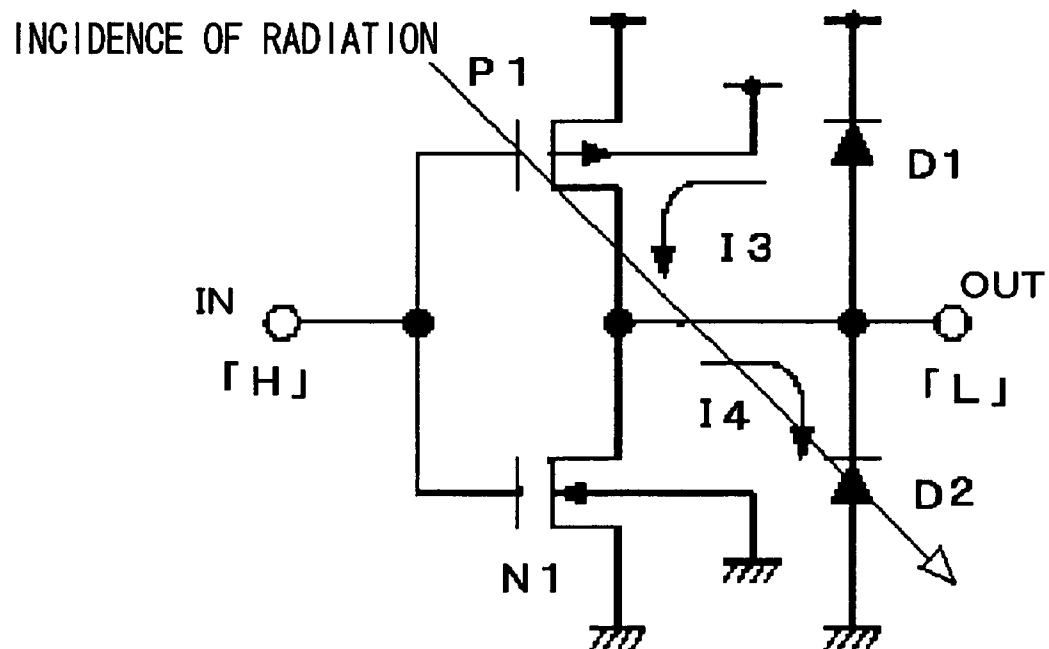 INCIDENCE OF RADIATION
P1
D1
I3
IN
OUT
「H」
「L」
I4
D2
N1